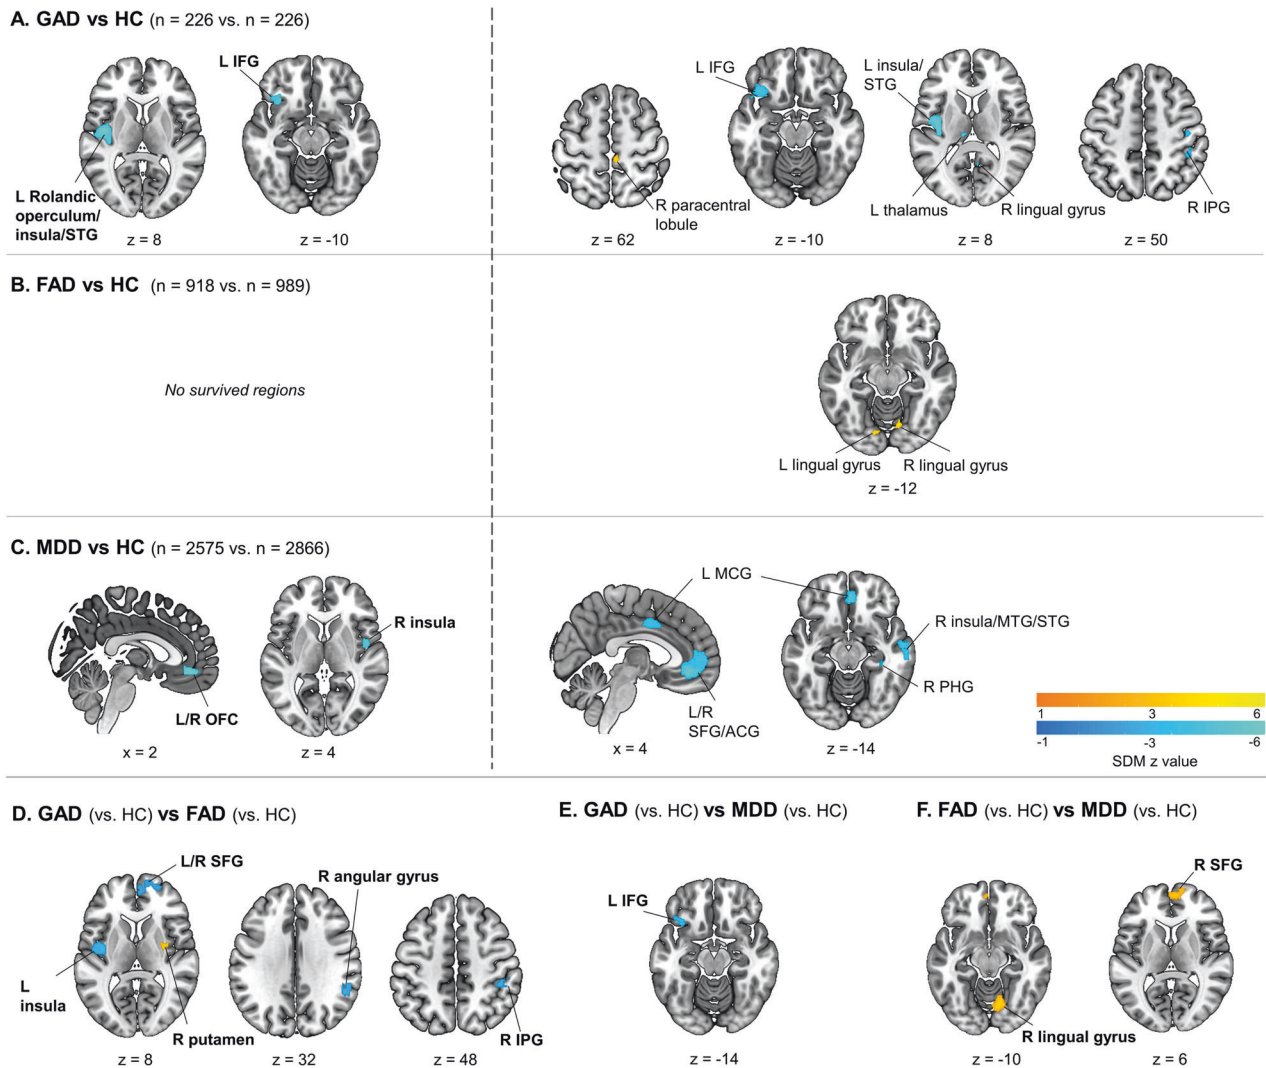 A. GAD vs HC (n = 226 vs. n = 226)
L IFG
L Rolandic
operculum/
insula/STG
z = 8
z = -10
L IFG
L insula/
STG
R paracentral
lobule
L thalamus
R lingual gyrus
R IPG
z = 62
z = -10
z = 8
z = 50
B. FAD vs HC (n = 918 vs. n = 989)
No survived regions
L lingual gyrus
R lingual gyrus
z = -12
C. MDD vs HC (n = 2575 vs. n = 2866)
R insula
L/R OFC
x = 2
z = 4
L MCG
R insula/MTG/STG
R PHG
L/R
SFG/ACG
x = 4
z = -14
1 3 6
-1 -3 -6
SDM z value
D. GAD (vs. HC) vs FAD (vs. HC)
L/R SFG
R angular gyrus
L
insula
R putamen
R IPG
z = 8
z = 32
z = 48
E. GAD (vs. HC) vs MDD (vs. HC)
L IFG
z = -14
F. FAD (vs. HC) vs MDD (vs. HC)
R SFG
R lingual gyrus
z = -10
z = 6